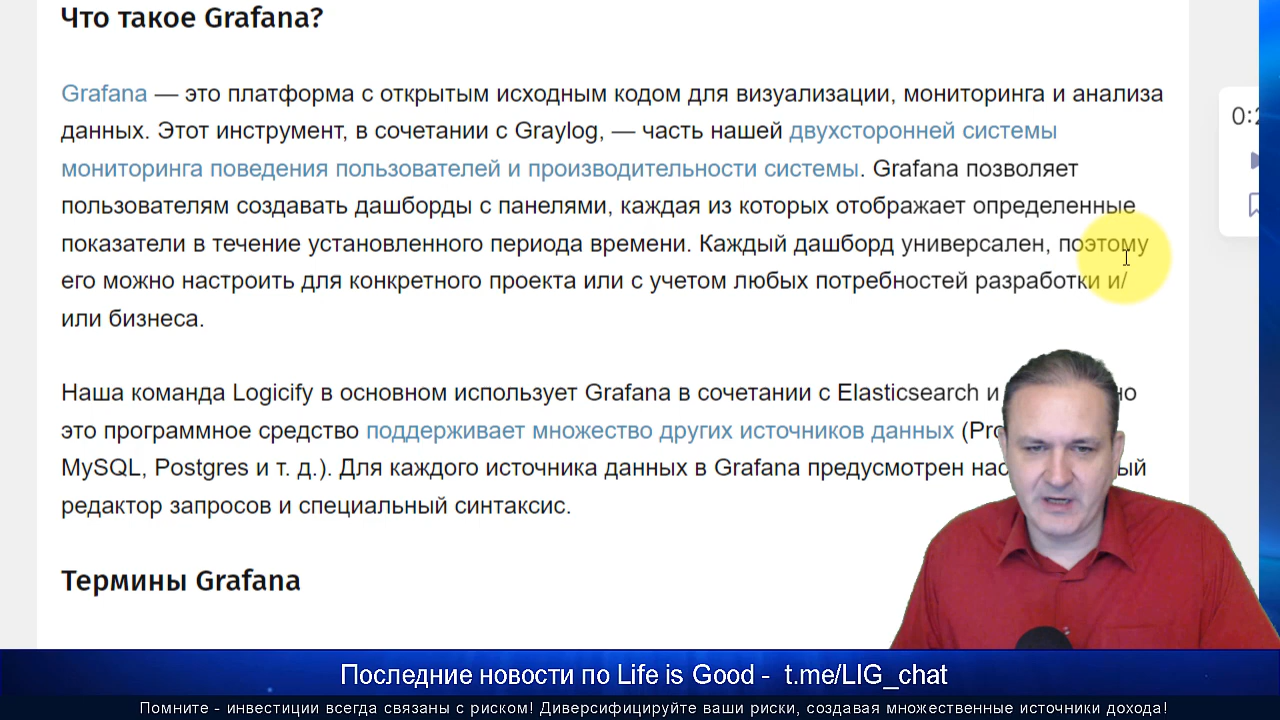 Что такое Grafana?
Grafana — это платформа с открытым исходным кодом для визуализации, мониторинга и анализа
данных. Этот инструмент, в сочетании с Graylog, — часть нашей двухсторонней системы
мониторинга поведения пользователей и производительности системы. Grafana позволяет
пользователям создавать дашборды с панелями, каждая из которых отображает определенные
показатели в течение установленного периода времени. Каждый дашборд универсален, поэтому
его можно настроить для конкретного проекта или с учетом любых потребностей разработки и/
или бизнеса.
Наша команда Logicify в основном использует Grafana в сочетании с Elasticsearch и
это программное средство поддерживает множество других источников данных
MySQL, Postgres и т. д.). Для каждого источника данных в Grafana предусмотрен
редактор запросов и специальный синтаксис.
Термины Grafana
Последние новости по Life is Good - t.me/LIG_chat
Помните - инвестиции всегда связаны с риском! Диверсифицируйте ваши риски, создавая множественные источники дохода!